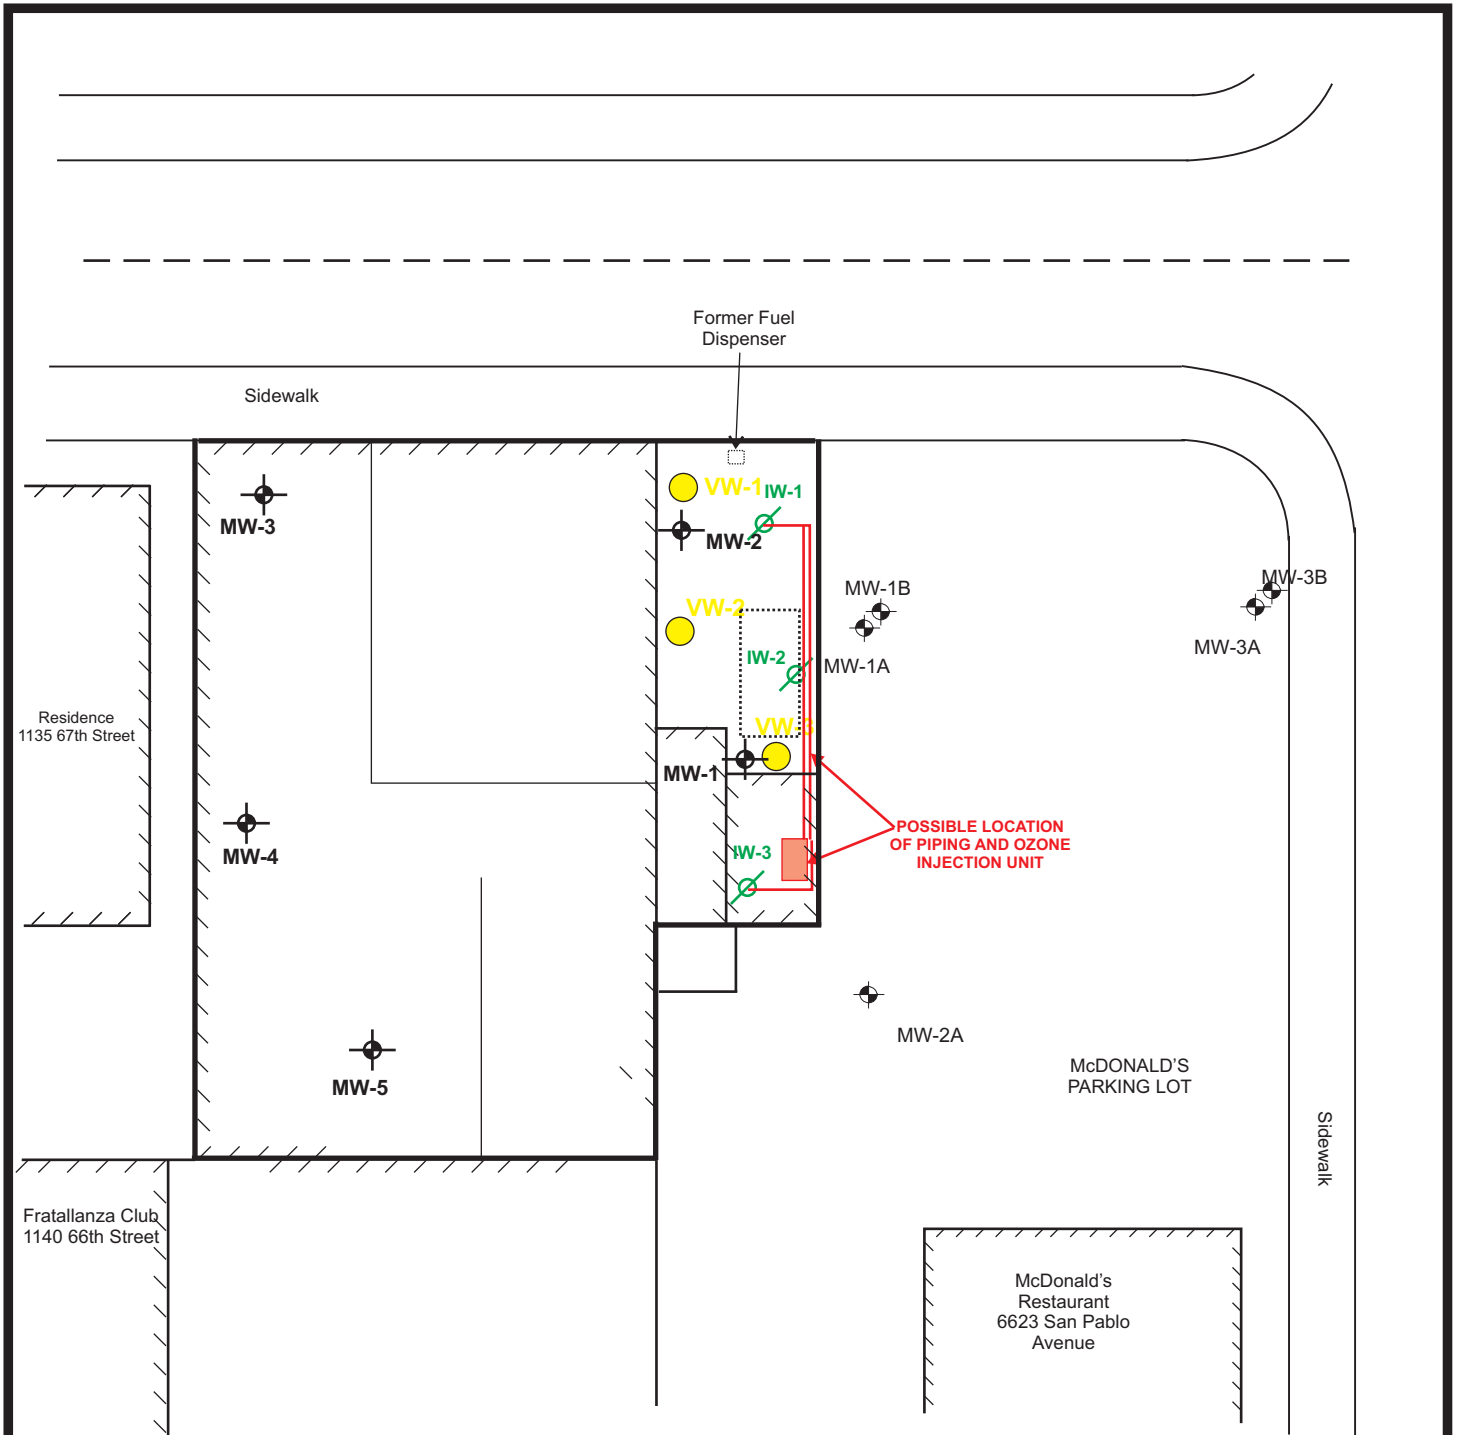 Former Fuel
Dispenser
Sidewalk
VW-1
IW-1
MW-3
MW-2
MW-3B
MW-1B
VW-2
MW-3A
IW-2
MW-1A
Residence
1135 67th Street
VW-3
MW-1
POSSIBLE LOCATION
OF PIPING AND OZONE
INJECTION UNIT
IW-3
MW-4
MW-2A
McDONALD'S
PARKING LOT
MW-5
Sidewalk
Fratallanza Club
1140 66th Street
McDonald's
Restaurant
6623 San Pablo
Avenue